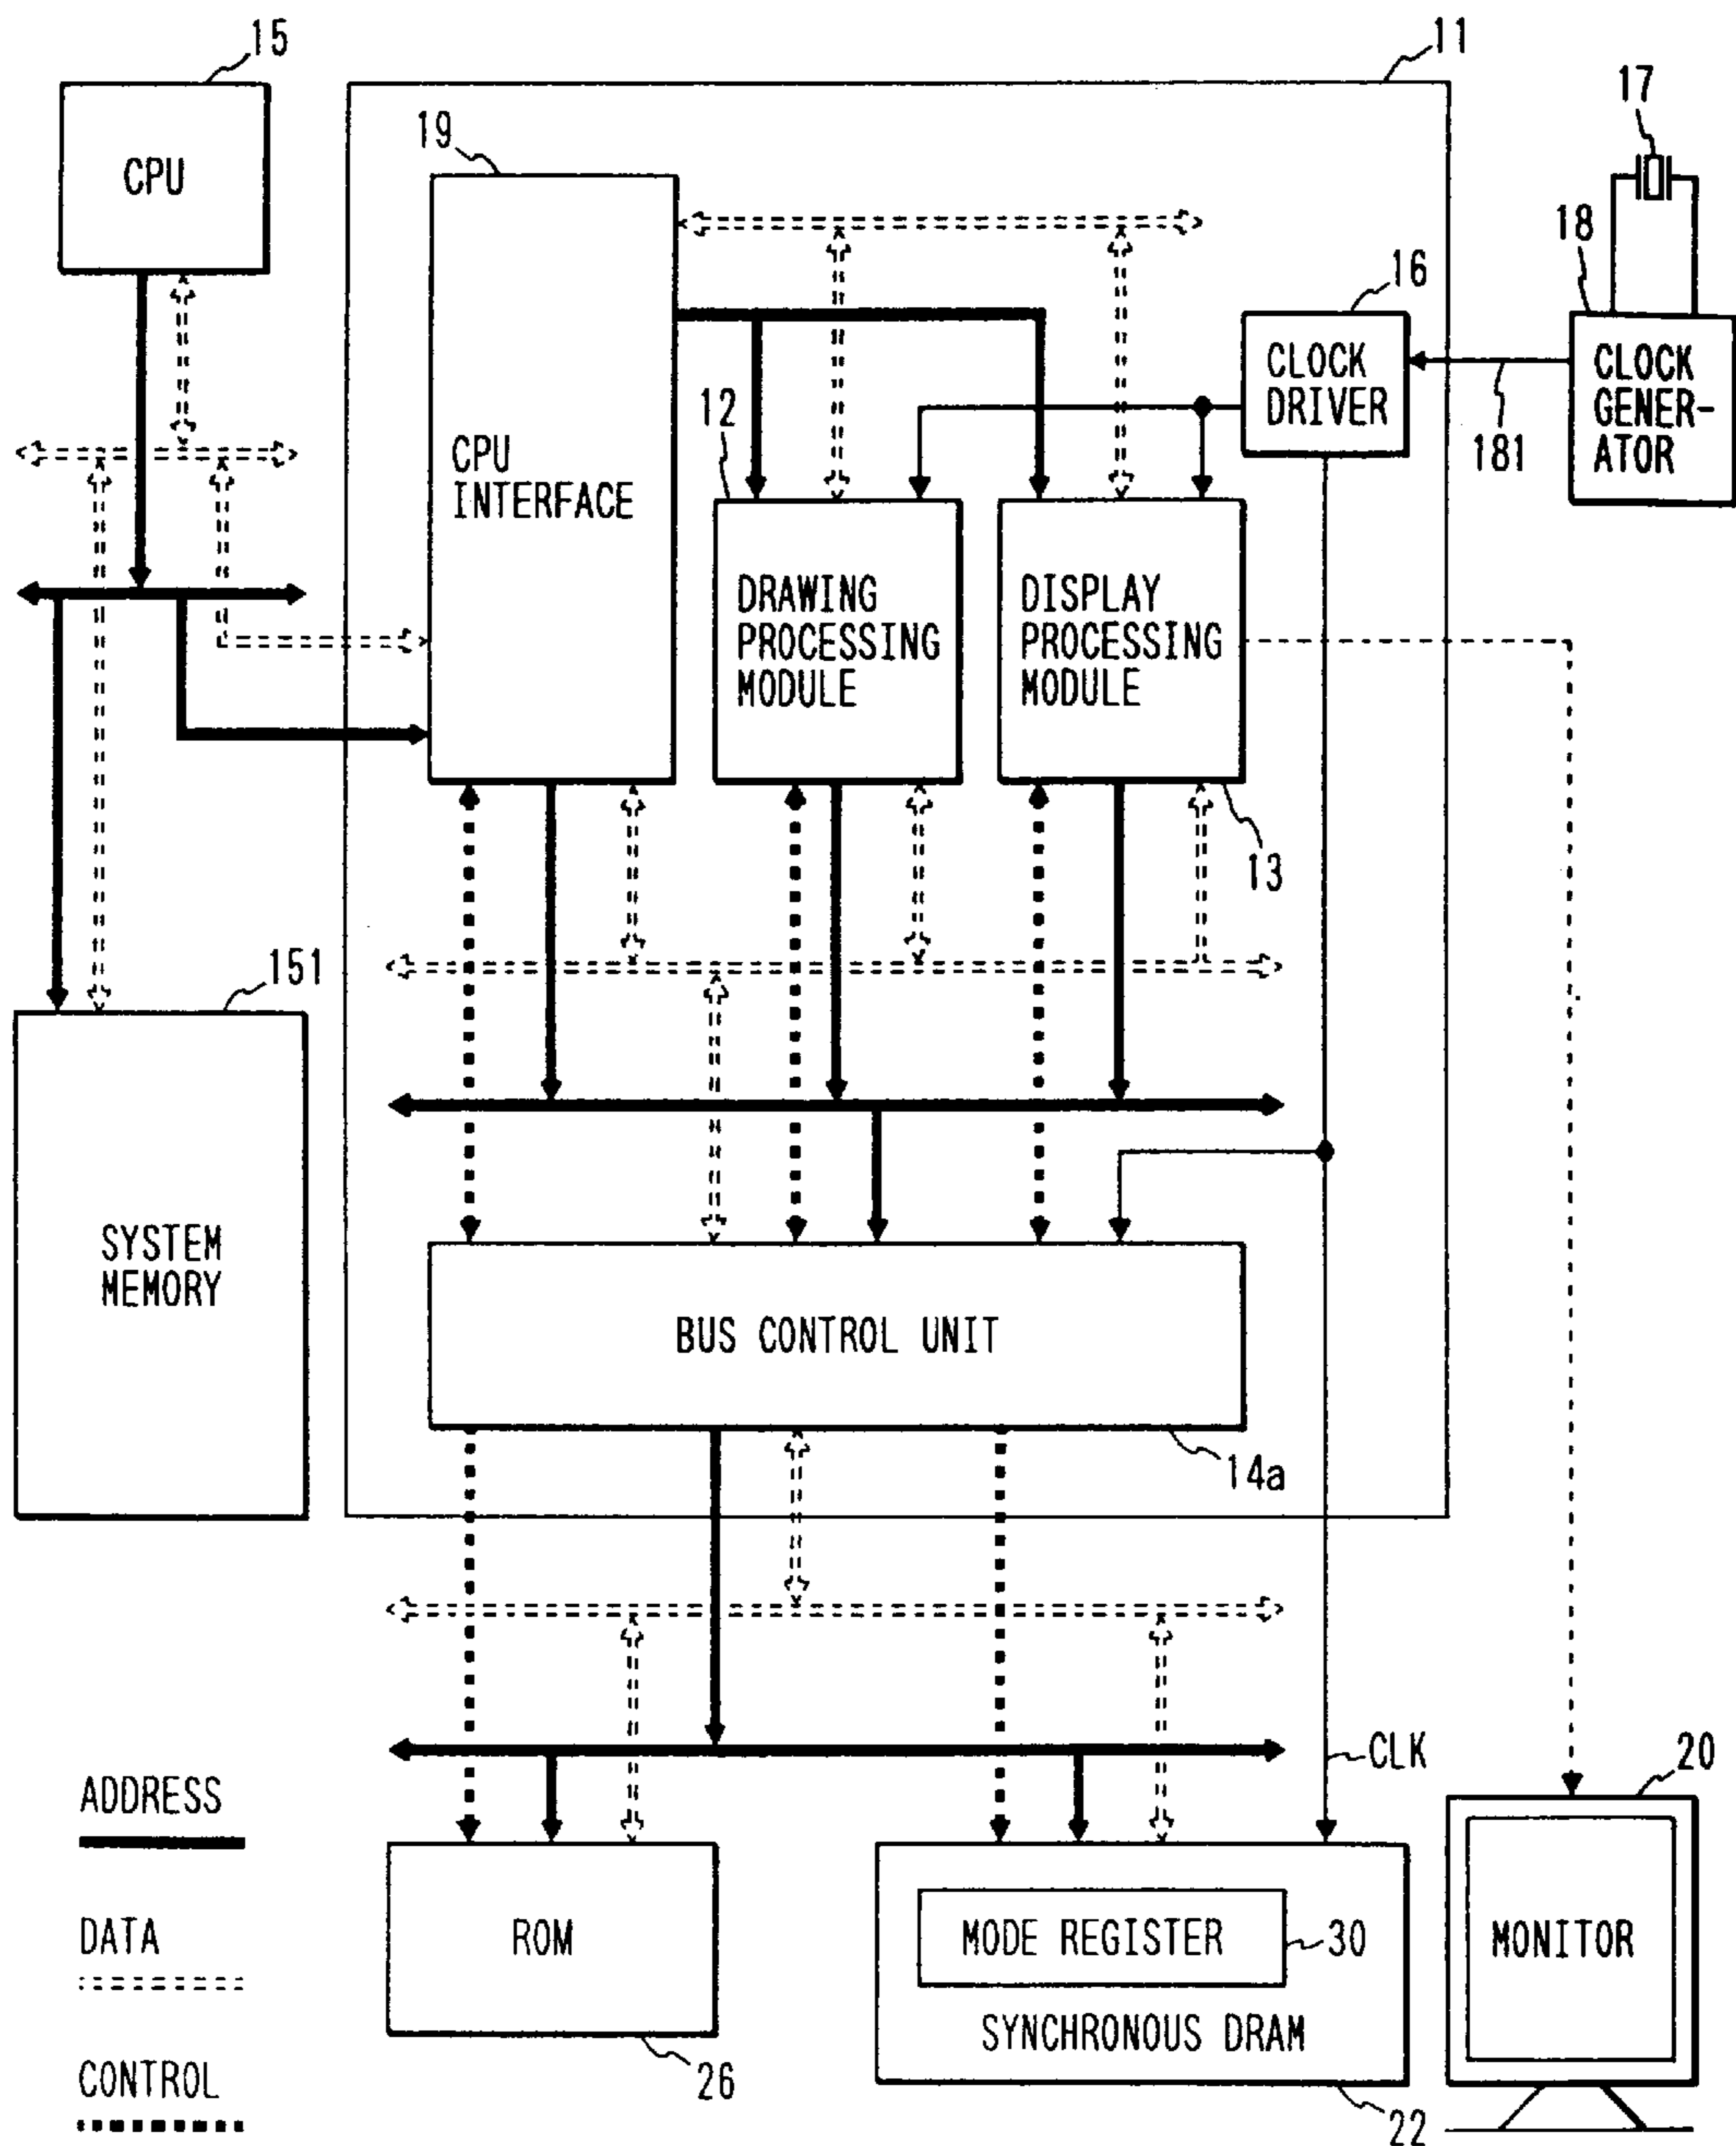 15
11
17
CPU
19
18
16
CLOCK
DRIVER
CLOCK
GENER-
ATOR
181
12
CPU
INTERFACE
DRAWING
PROCESSING
MODULE
DISPLAY
PROCESSING
MODULE
13
151
SYSTEM
MEMORY
BUS CONTROL UNIT
14a
CLK
20
ADDRESS
DATA
CONTROL
ROM
26
MODE REGISTER
30
SYNCHRONOUS DRAM
22
MONITOR